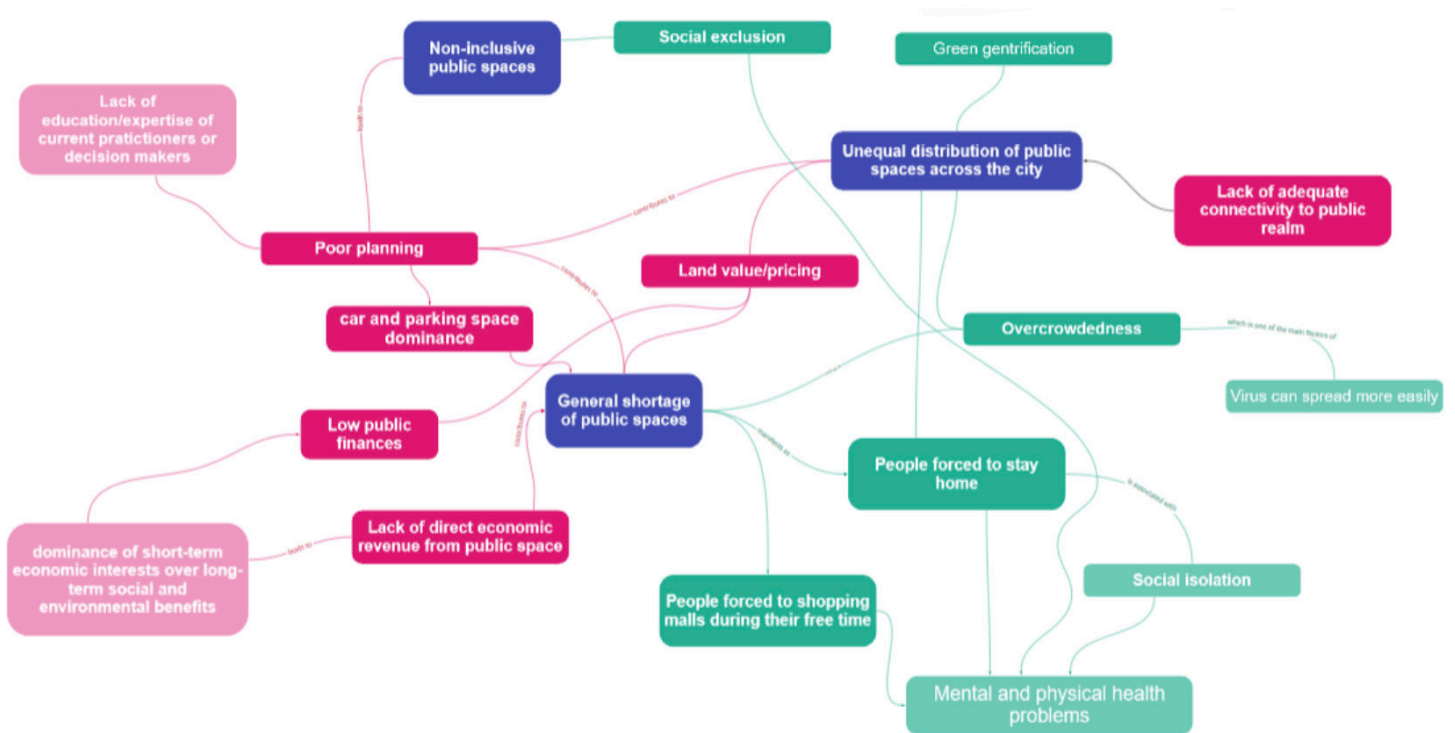 Non-inclusive
public spaces
Social exclusion
Green gentrification
Lack of
education/expertise of
current pratictioners or
decision makers
leads to
Unequal distribution of public
spaces across the city
Lack of adequate
connectivity to public
realm
contributes to
Poor planning
Land value/pricing
contributes to
car and parking space
dominance
Overcrowdedness
which is one of the main factors of
Virus can spread more easily
General shortage
of public spaces
Low public
finances
contributes to
manifests as
People forced to stay
home
is associated with
Lack of direct economic
revenue from public space
leads to
dominance of short-term
economic interests over long-
term social and
environmental benefits
Social isolation
People forced to shopping
malls during their free time
Mental and physical health
problems